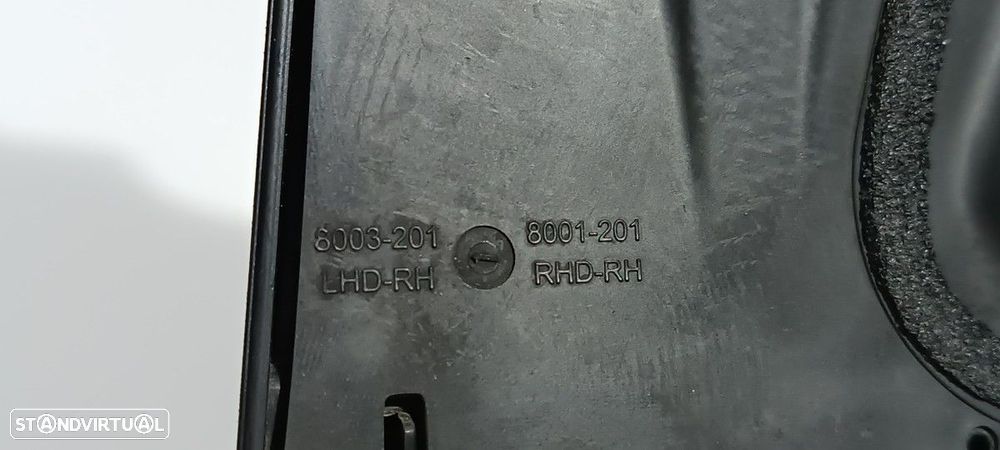 8003-201 8001-201
LHD-RH RHD-RH
STANDVIRTUAL